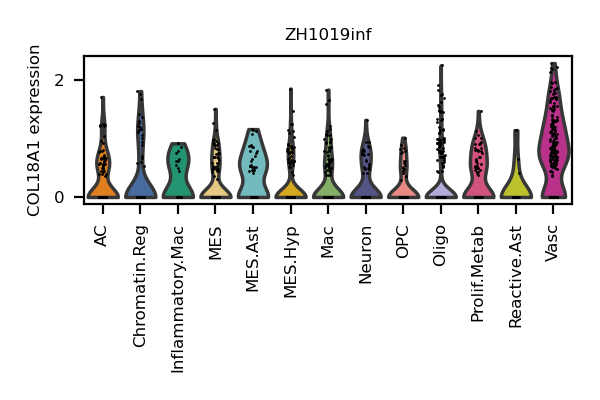 ZH1019inf
COL18A1 expression
2
0
AC
Chromatin.Reg
Inflammatory.Mac
MES
MES.Ast
MES.Hyp
Mac
Neuron
OPC
Oligo
Prolif.Metab
Reactive.Ast
Vasc